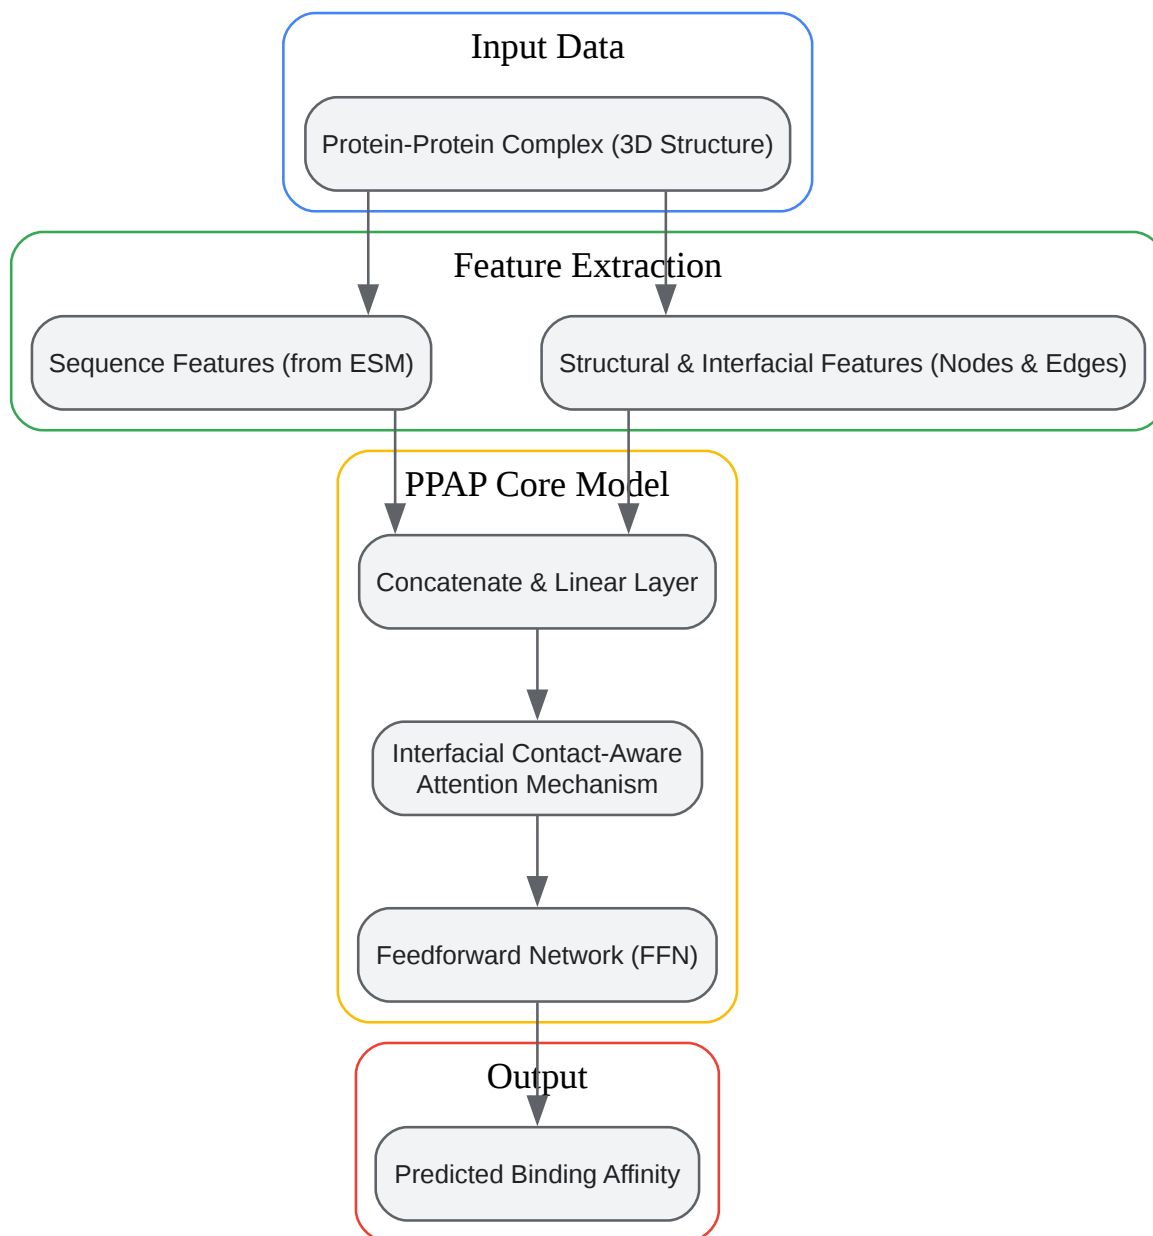 Input Data
Protein-Protein Complex (3D Structure)
Feature Extraction
Sequence Features (from ESM)
Structural & Interfacial Features (Nodes & Edges)
PPAP Core Model
Concatenate & Linear Layer
Interfacial Contact-Aware
Attention Mechanism
Feedforward Network (FFN)
Output
Predicted Binding Affinity